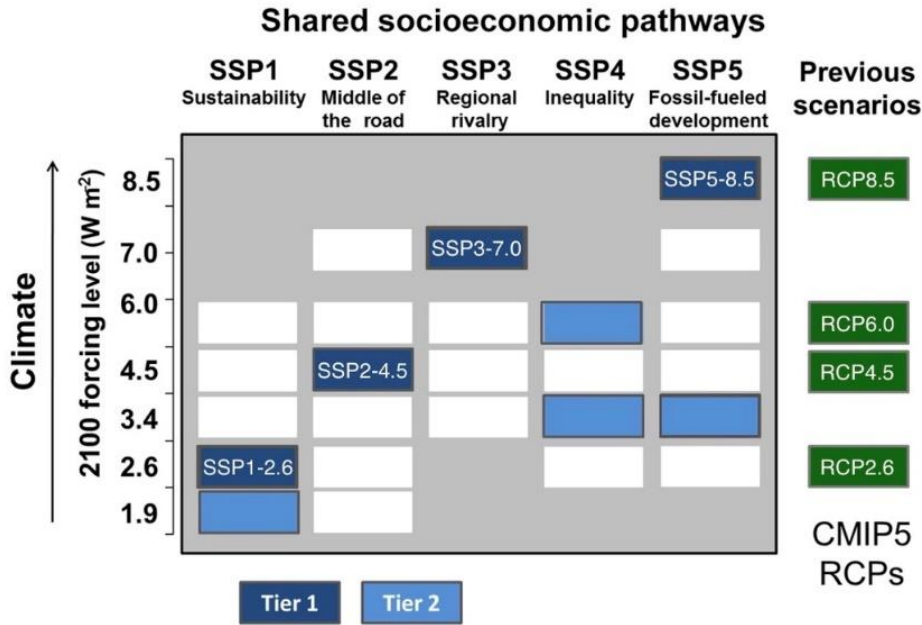 Shared socioeconomic pathways
SSP1 SSP2 SSP3 SSP4 SSP5
Sustainability Middle of the road Regional rivalry Inequality Fossil-fueled development
Previous scenarios
Climate
2100 forcing level (W m⁻²)
8.5 SSP5-8.5 RCP8.5
7.0 SSP3-7.0
6.0 RCP6.0
4.5 SSP2-4.5 RCP4.5
3.4
2.6 SSP1-2.6 RCP2.6
1.9
CMIP5
RCPs
Tier 1 Tier 2